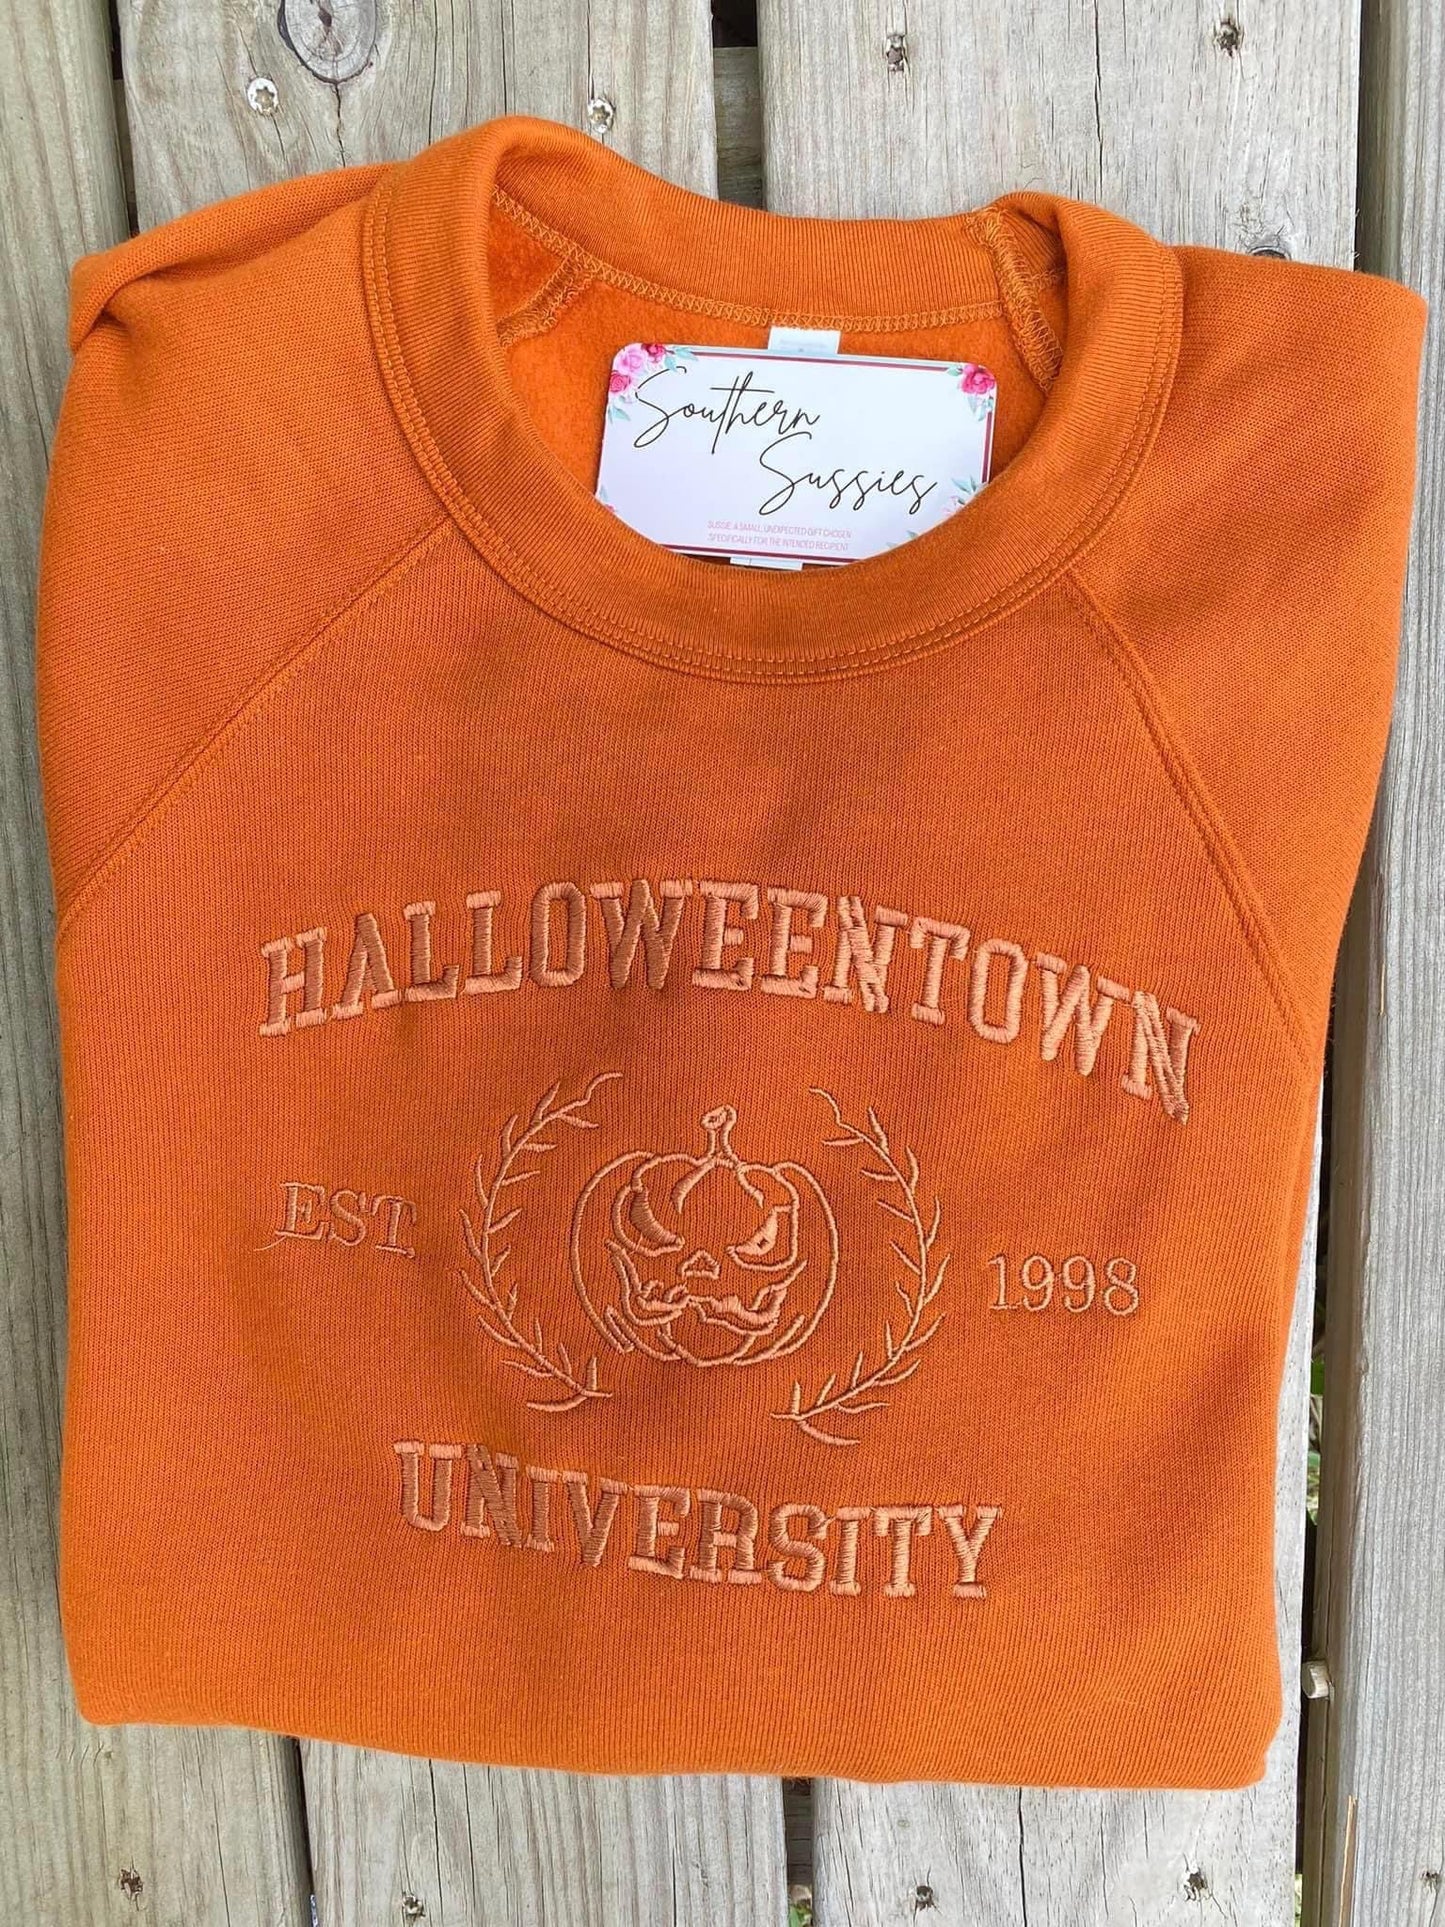 Southern
Sussies
SUSSIE: A SMALL, UNEXPECTED GIFT CHOSEN
SPECIFICALLY FOR THE INTENDED RECIPIENT
HALLOWEENTOWN
EST. 1998
UNIVERSITY